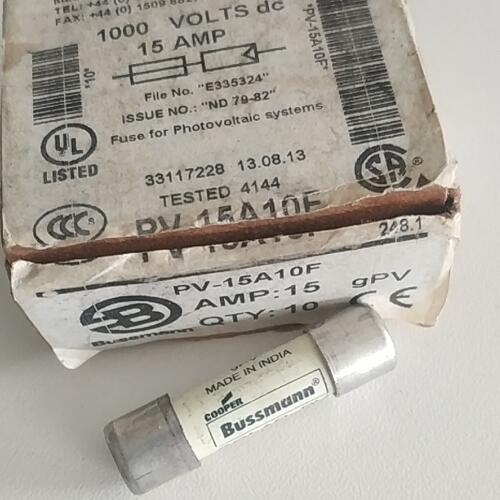 TEL: +44 (0)
FAX: +44 (0) 1509 882
1000 VOLTS dc
15 AMP
File No. "E335324"
ISSUE NO.: "ND 79-82"
Fuse for Photovoltaic systems
*10*
*PV-15A10F*
UL
LISTED
33117228 13.08.13
TESTED 4144
SA
CCC
PV-15A10F
248.1
PV-15A10F
AMP:15 gPV
QTY: 10 CE
B
Bussmann
MADE IN INDIA
COOPER
Bussmann®